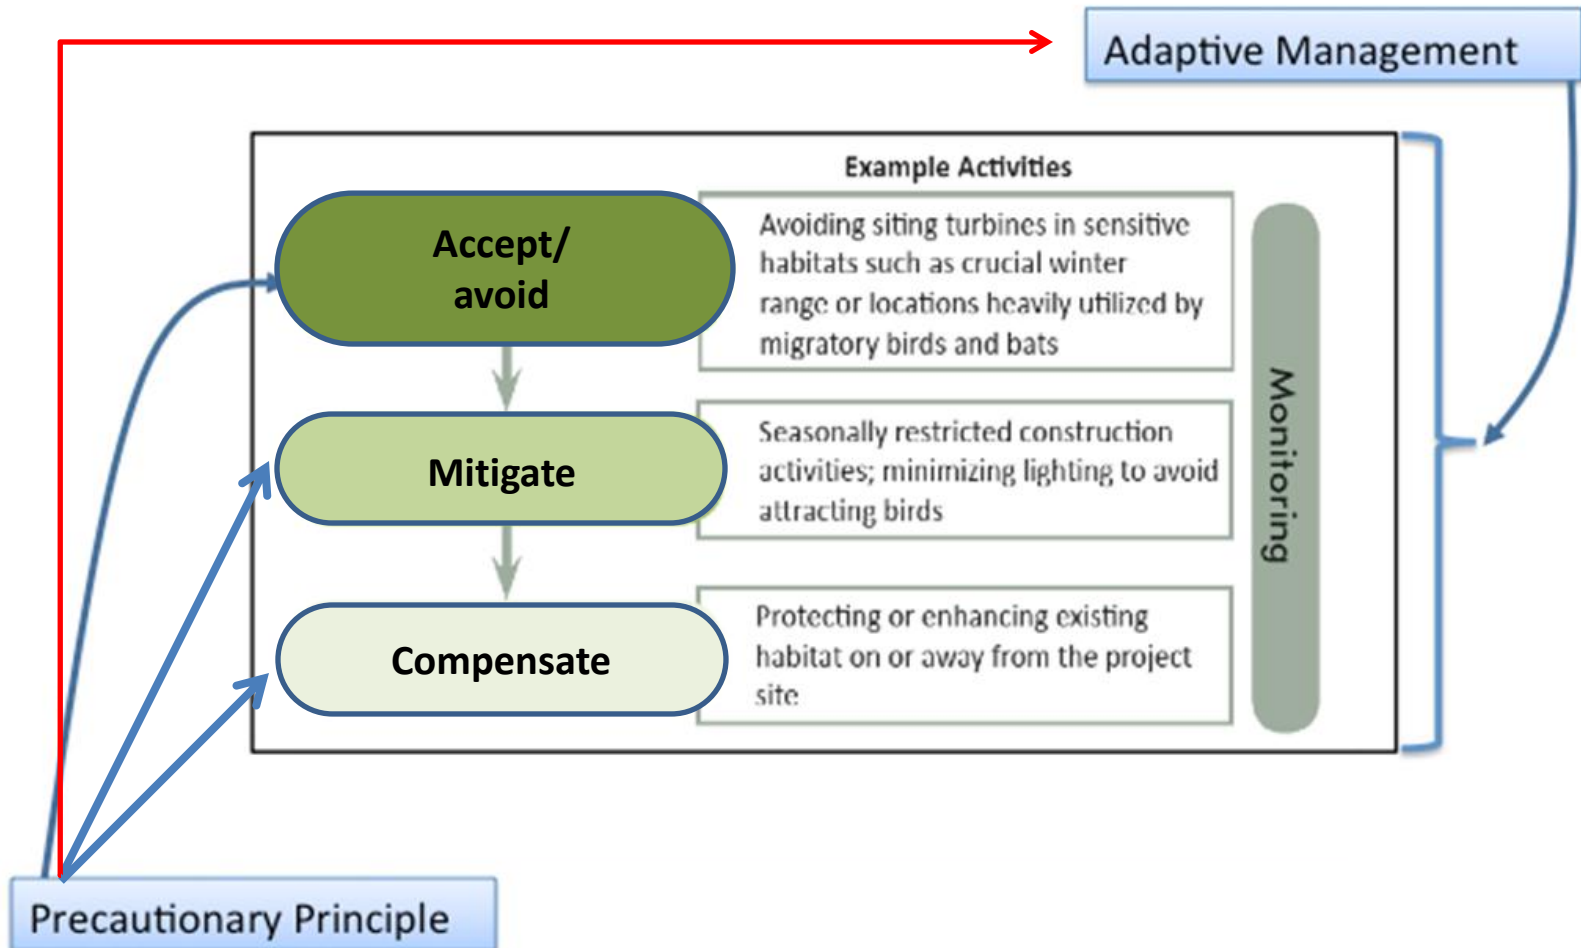 Adaptive Management
Example Activities
Accept/
avoid
Avoiding siting turbines in sensitive
habitats such as crucial winter
range or locations heavily utilized by
migratory birds and bats
Mitigate
Seasonally restricted construction
activities; minimizing lighting to avoid
attracting birds
Compensate
Protecting or enhancing existing
habitat on or away from the project
site
Monitoring
Precautionary Principle